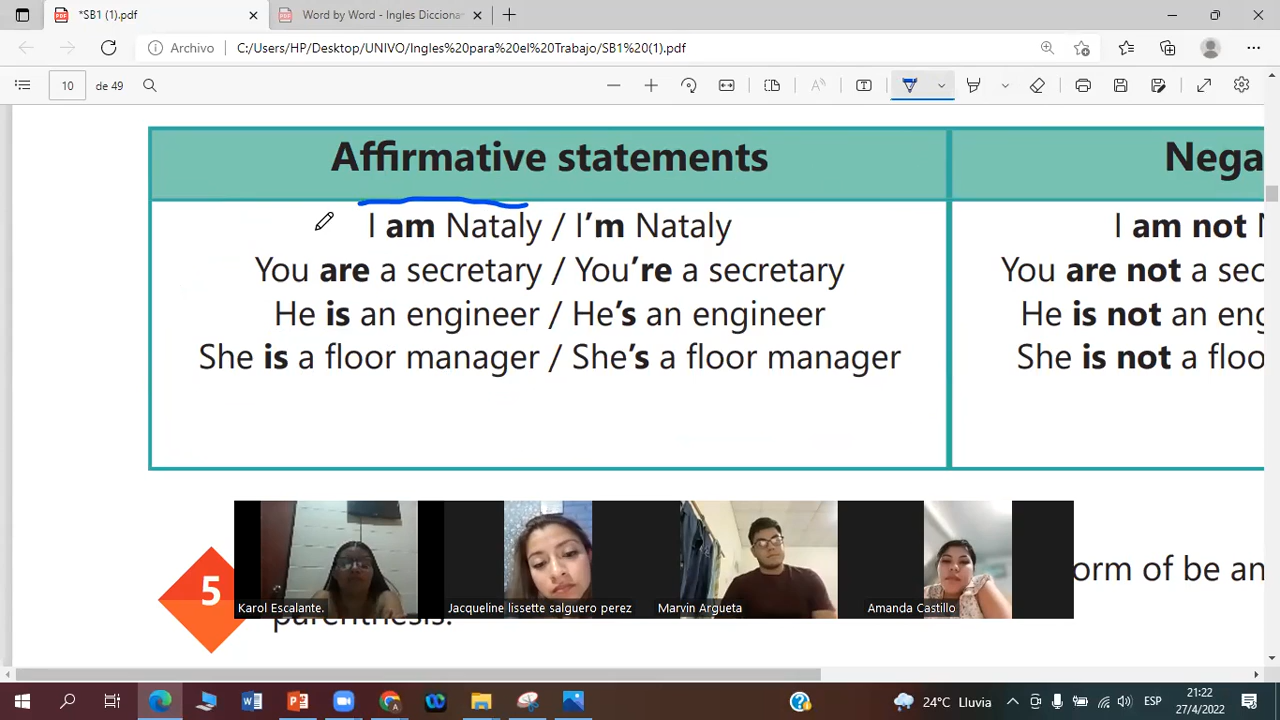 *SB1 (1).pdf
Word by Word - Ingles Dicciona
Archivo
C:/Users/HP/Desktop/UNIVO/Ingles%20para%20el%20Trabajo/SB1%20(1).pdf
10 de 49
Affirmative statements
Nega
I am Nataly / I'm Nataly
I am not N
You are a secretary / You're a secretary
You are not a sec
He is an engineer / He's an engineer
He is not an eng
She is a floor manager / She's a floor manager
She is not a floo
5
orm of be an
parenthesis.
Karol Escalante.
Jacqueline lissette salguero perez
Marvin Argueta
Amanda Castillo
24°C Lluvia
ESP
21:22
27/4/2022